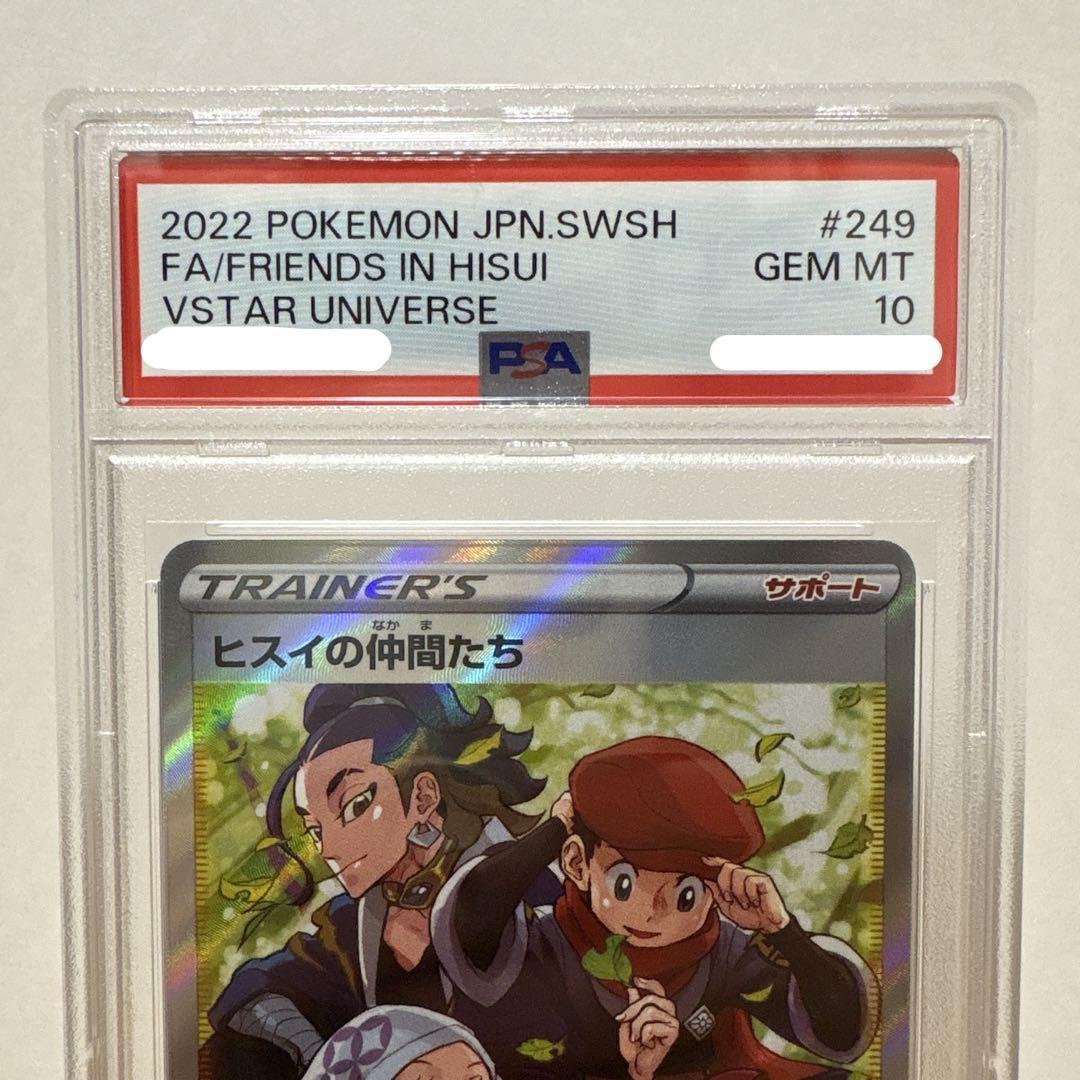 2022 POKEMON JPN.SWSH #249
FA/FRIENDS IN HISUI GEM MT
VSTAR UNIVERSE 10
PSA
TRAINER'S サポート
なかま
ヒスイの仲間たち